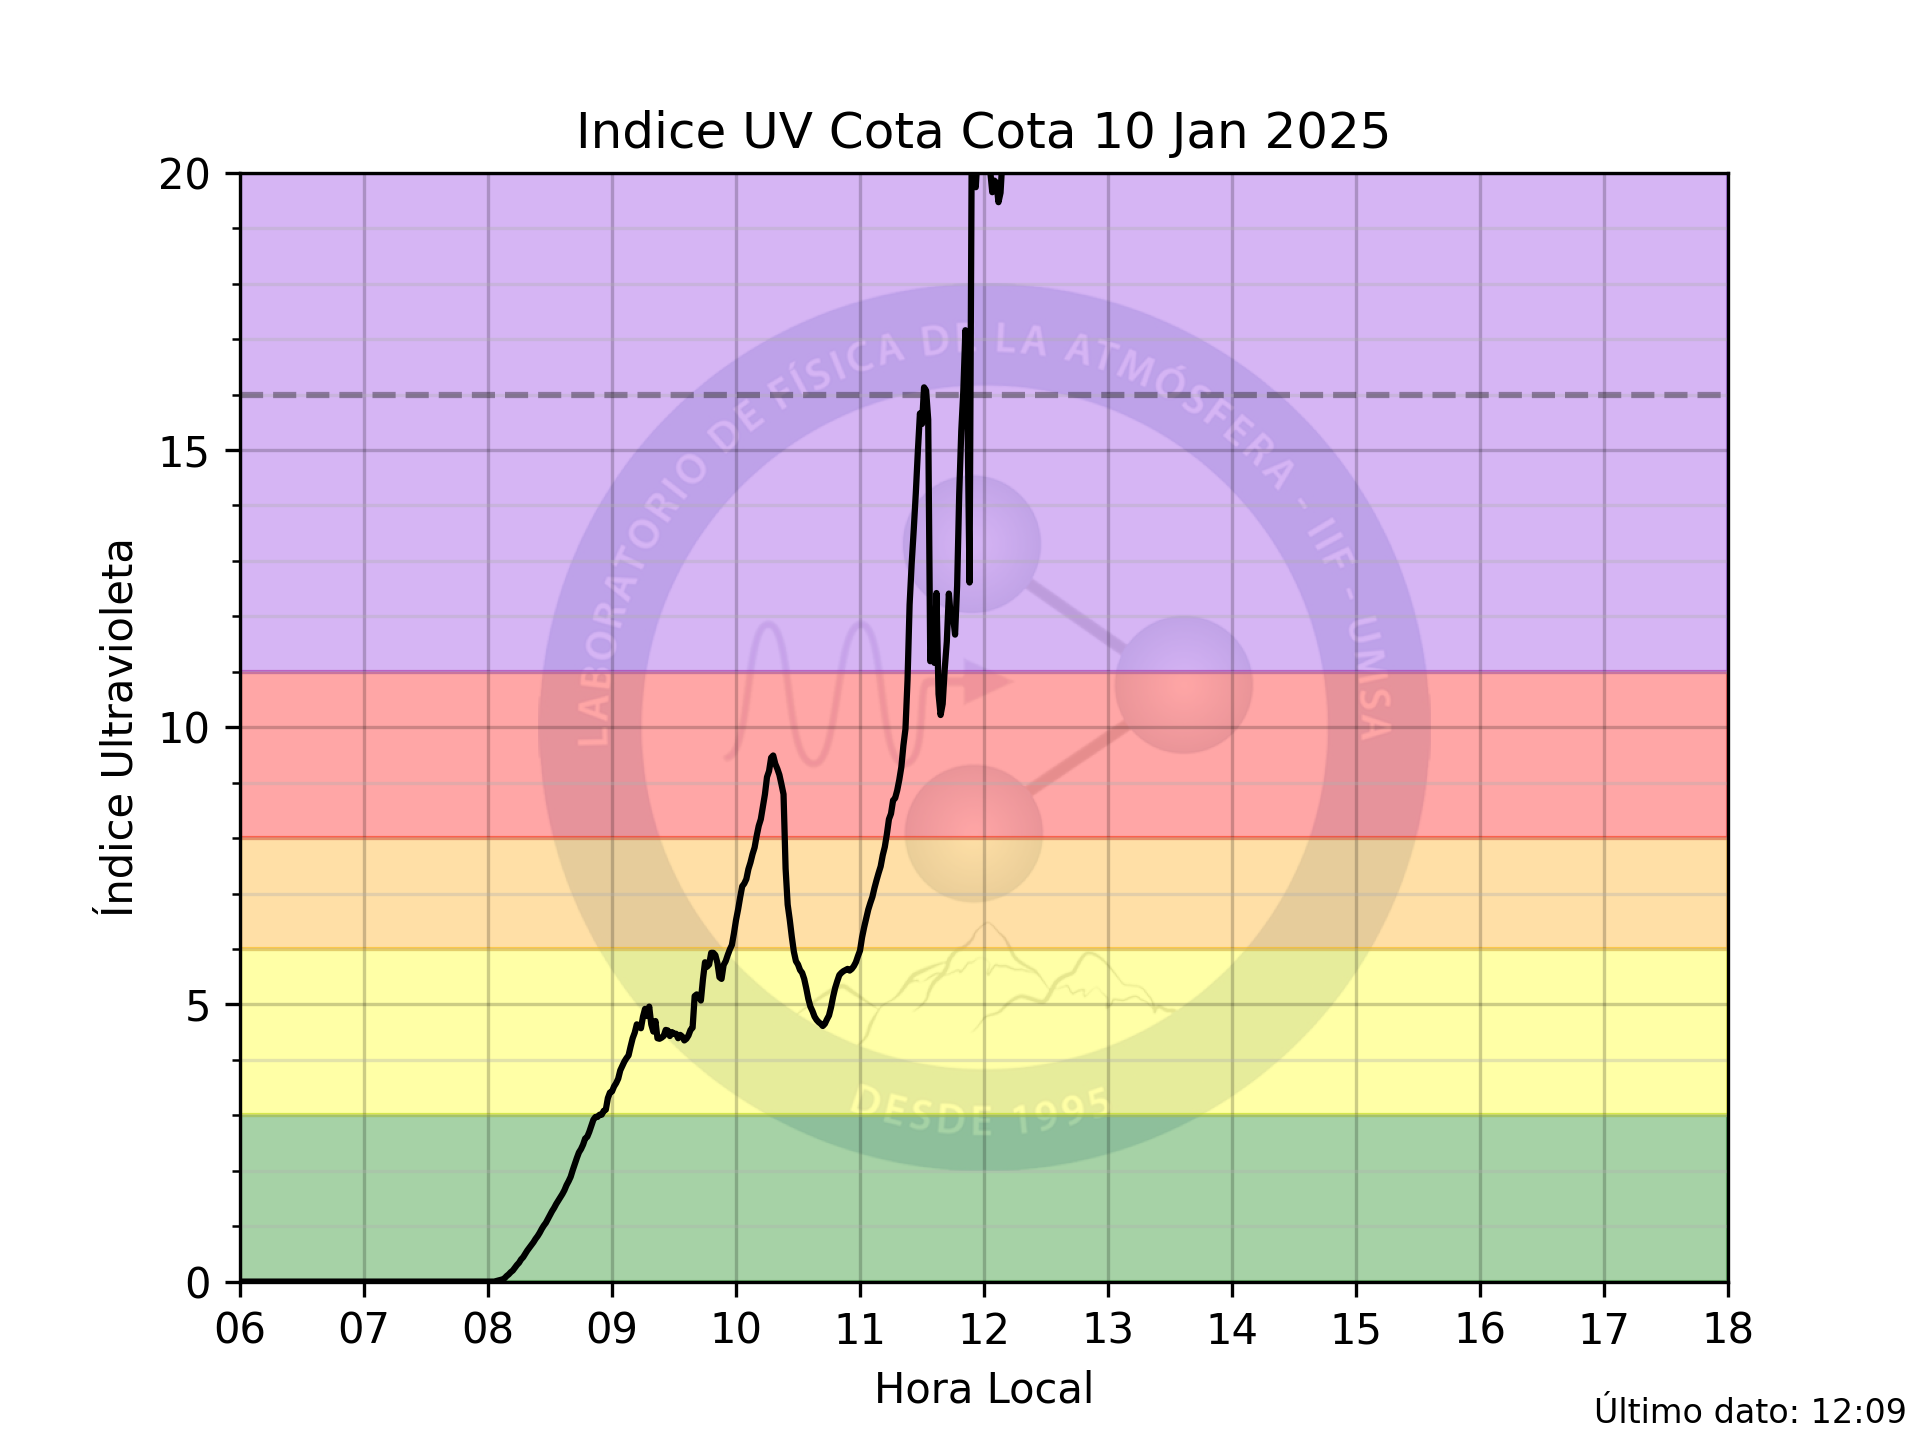 Indice UV Cota Cota 10 Jan 2025
20
15
10
5
0
Índice Ultravioleta
LABORATORIO DE FÍSICA DE LA ATMÓSFERA - IIF - UMSA
DESDE 1995
06 07 08 09 10 11 12 13 14 15 16 17 18
Hora Local
Último dato: 12:09